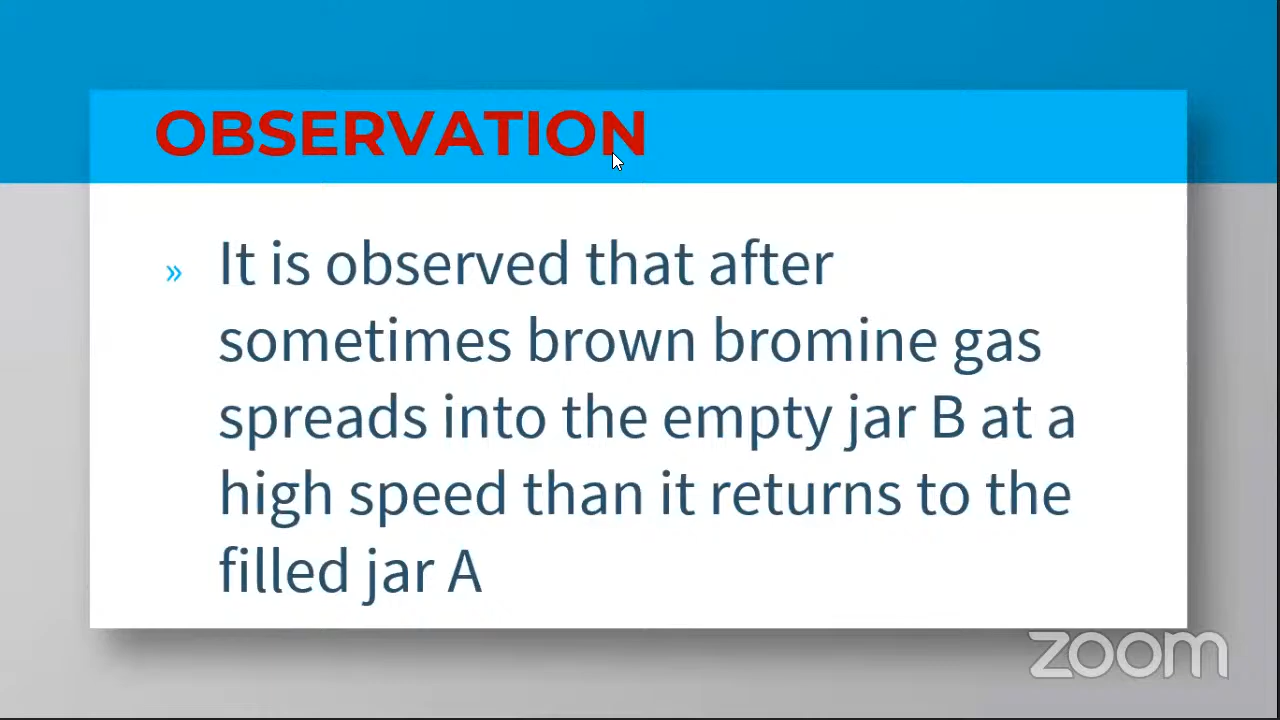 OBSERVATION
» It is observed that after
sometimes brown bromine gas
spreads into the empty jar B at a
high speed than it returns to the
filled jar A
zoom